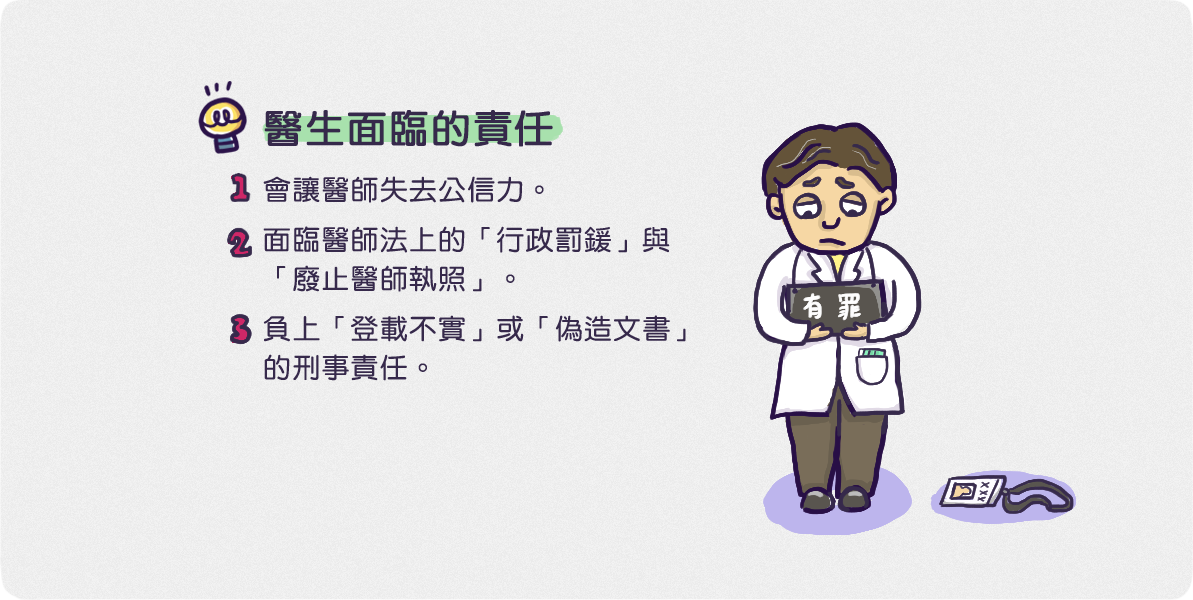 醫生面臨的責任
1 會讓醫師失去公信力。
2 面臨醫師法上的「行政罰鍰」與
「廢止醫師執照」。
3 負上「登載不實」或「偽造文書」
的刑事責任。
有罪
XXX